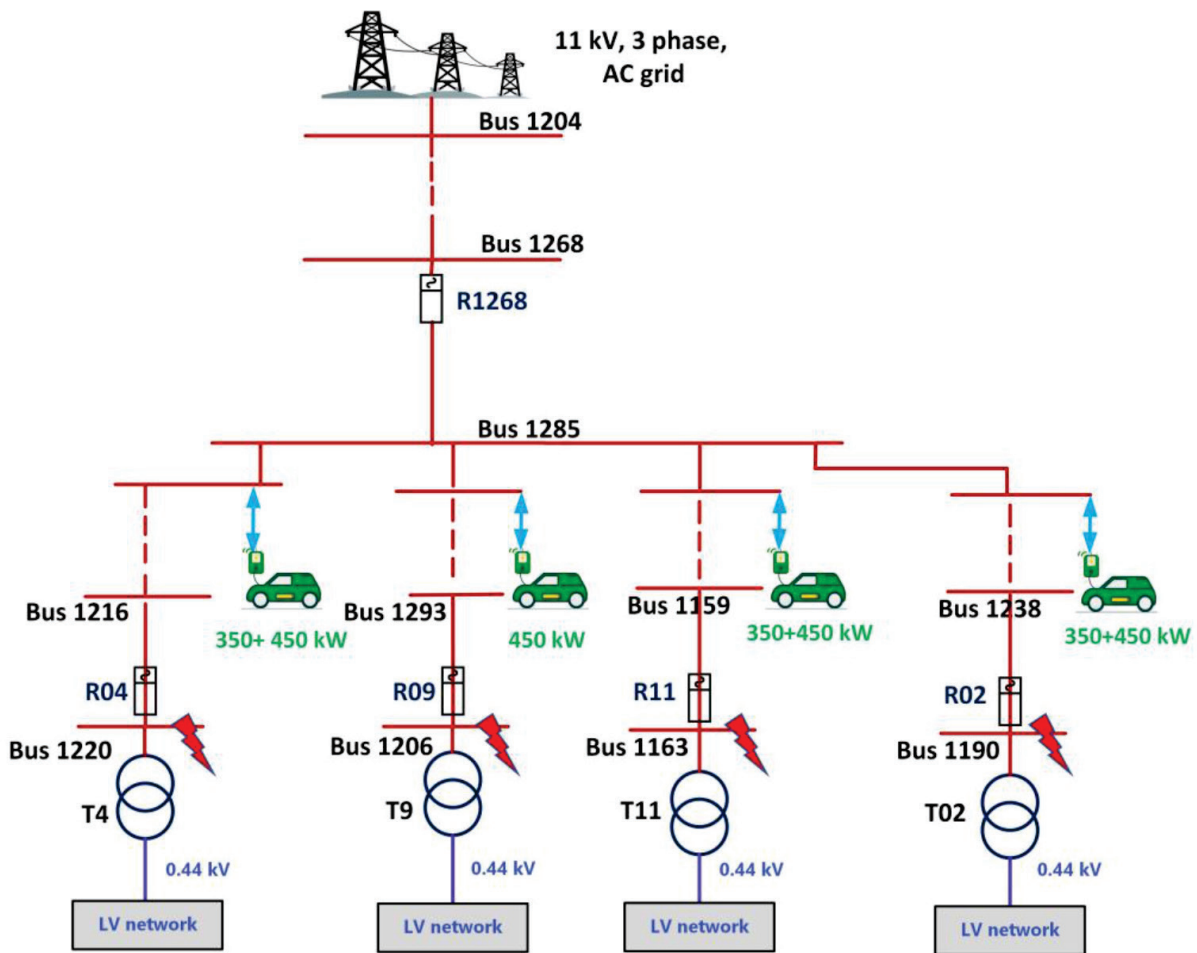 11 kV, 3 phase,
AC grid
Bus 1204
Bus 1268
R1268
Bus 1285
Bus 1216
350+ 450 kW
Bus 1293
450 kW
Bus 1159
350+450 kW
Bus 1238
350+450 kW
R04
R09
R11
R02
Bus 1220
Bus 1206
Bus 1163
Bus 1190
T4
T9
T11
T02
0.44 kV
0.44 kV
0.44 kV
0.44 kV
LV network
LV network
LV network
LV network